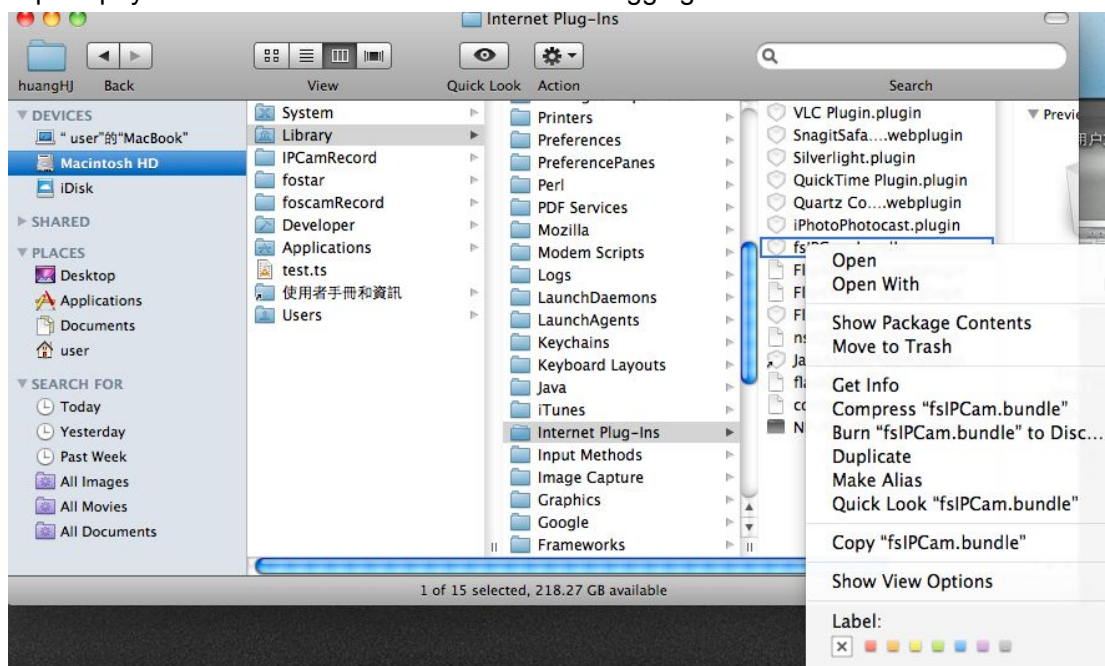 Internet Plug-Ins
huangHJ
Back
View
Quick Look
Action
Search
DEVICES
“ user”的“MacBook”
Macintosh HD
iDisk
SHARED
PLACES
Desktop
Applications
Documents
user
SEARCH FOR
Today
Yesterday
Past Week
All Images
All Movies
All Documents
System
Library
IPCamRecord
fostar
foscamRecord
Developer
Applications
test.ts
使用者手冊和資訊
Users
Printers
Preferences
PreferencePanes
Perl
PDF Services
Mozilla
Modem Scripts
Logs
LaunchDaemons
LaunchAgents
Keychains
Keyboard Layouts
Java
iTunes
Internet Plug-Ins
Input Methods
Image Capture
Graphics
Google
Frameworks
VLC Plugin.plugin
SnagitSafa....webplugin
Silverlight.plugin
QuickTime Plugin.plugin
Quartz Co....webplugin
iPhotoPhotocast.plugin
Open
Open With
Show Package Contents
Move to Trash
Get Info
Compress “fsIPCam.bundle”
Burn “fsIPCam.bundle” to Disc...
Duplicate
Make Alias
Quick Look “fsIPCam.bundle”
Copy “fsIPCam.bundle”
Show View Options
Label:
1 of 15 selected, 218.27 GB available